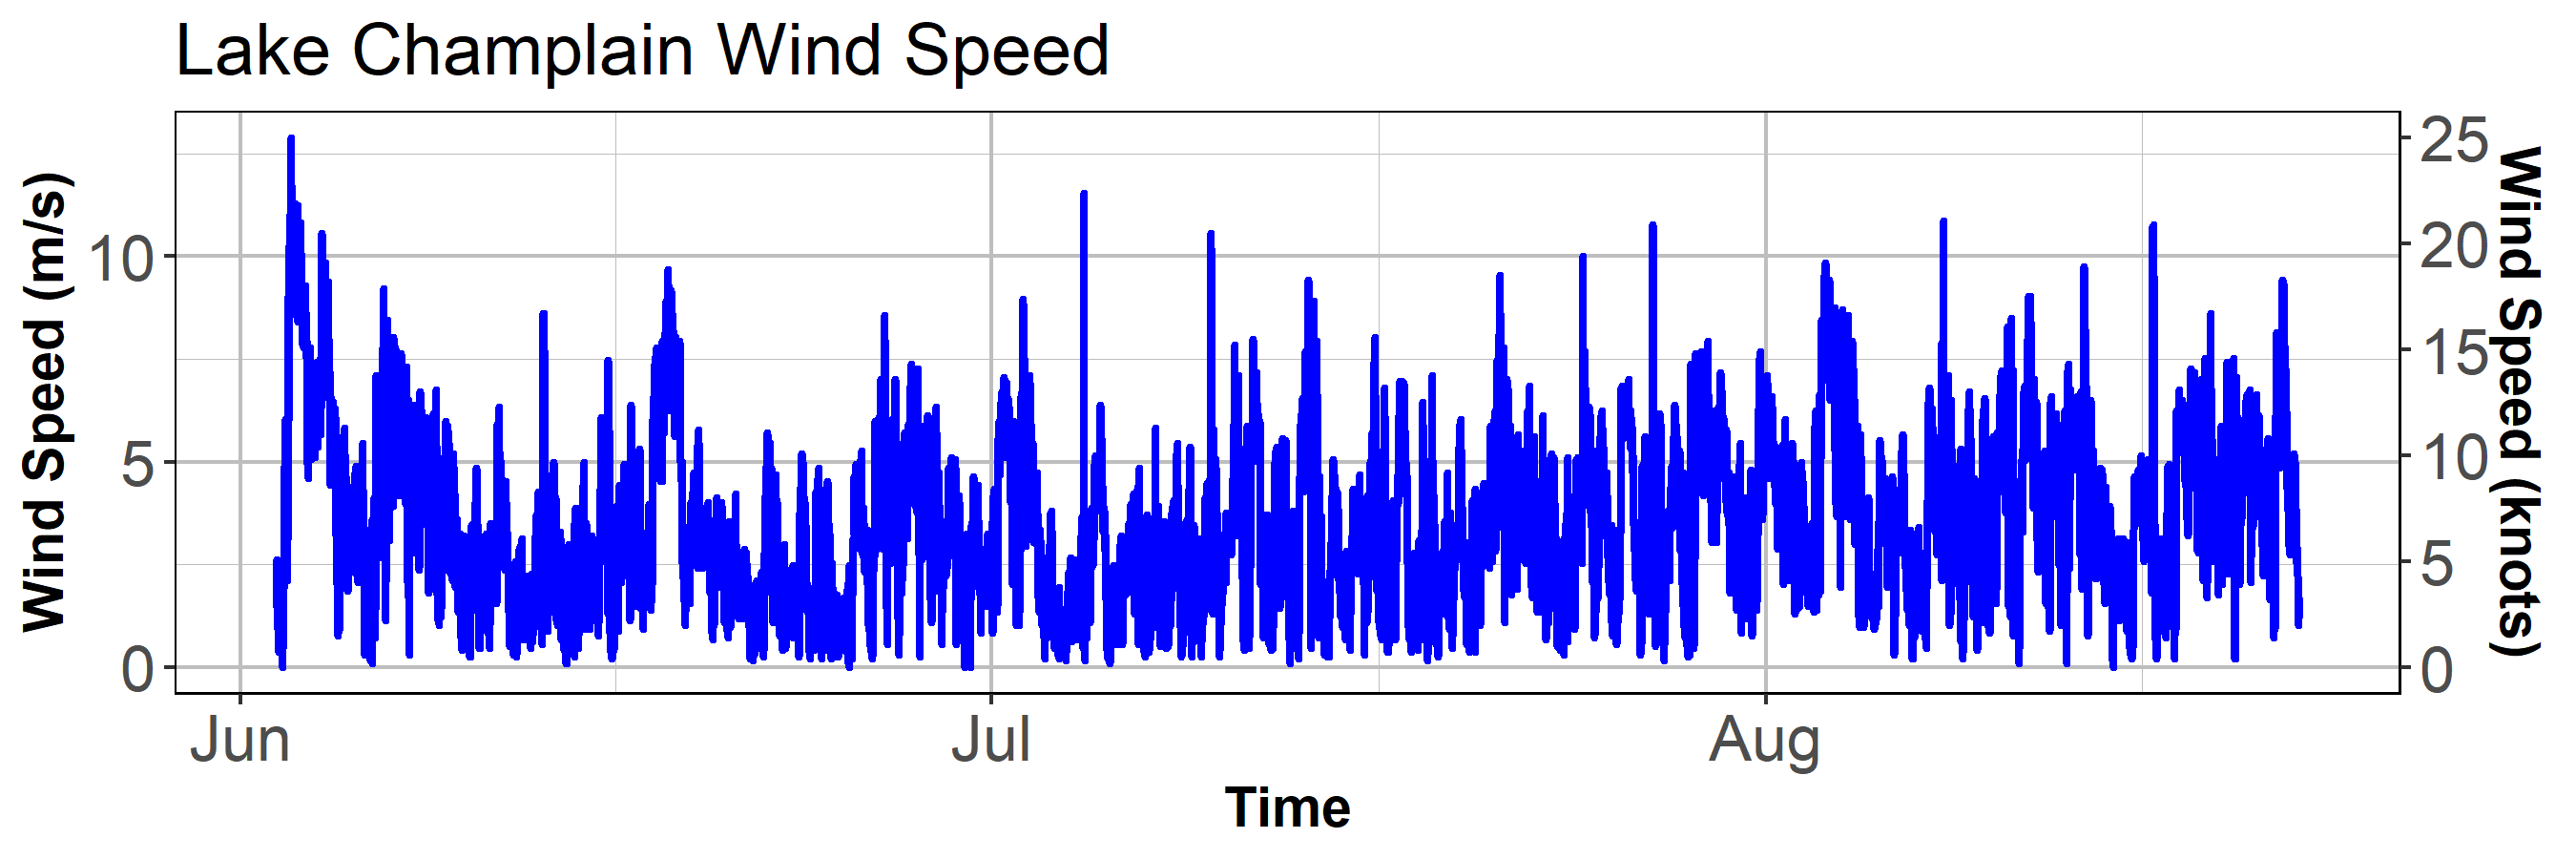 Lake Champlain Wind Speed
Wind Speed (m/s)
10
5
0
25
20
15
10
5
0
Wind Speed (knots)
Jun
Jul
Aug
Time